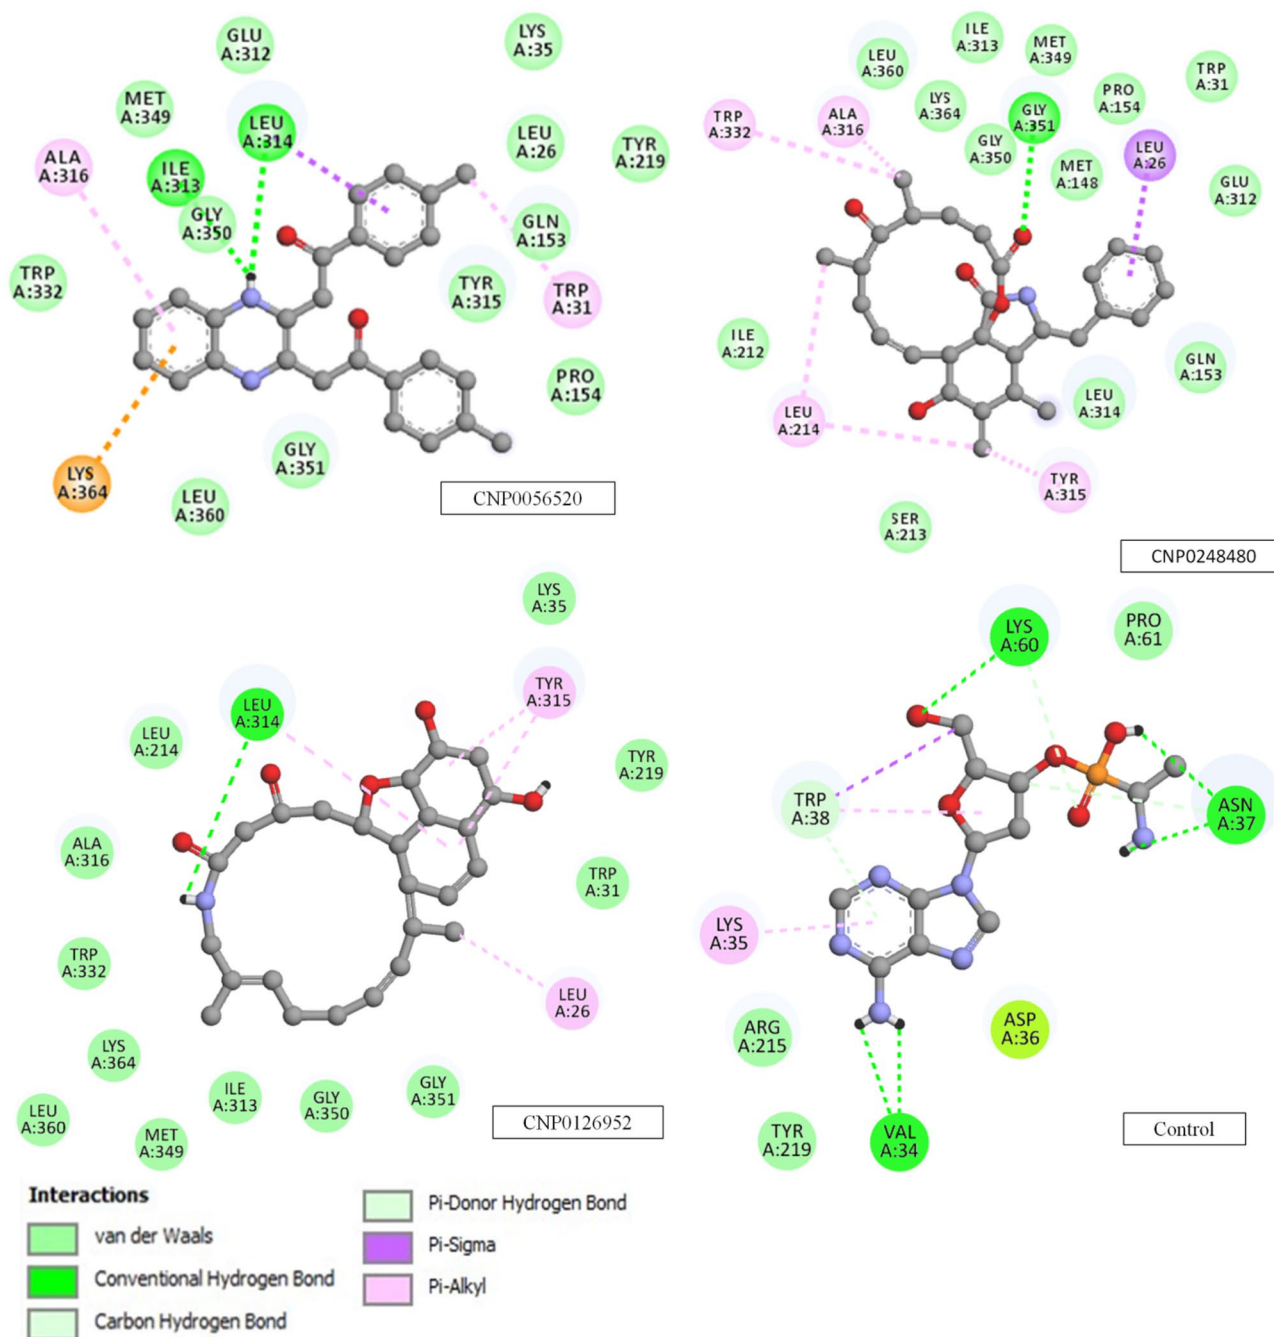 GLU
A:312
LYS
A:35
MET
A:349
LEU
A:314
LEU
A:26
TYR
A:219
ALA
A:316
ILE
A:313
GLY
A:350
GLN
A:153
TRP
A:332
TYR
A:315
TRP
A:31
PRO
A:154
GLY
A:351
LYS
A:364
LEU
A:360
CNP0056520
ILE
A:313
MET
A:349
LEU
A:360
TRP
A:31
TRP
A:332
ALA
A:316
LYS
A:364
GLY
A:351
PRO
A:154
GLY
A:350
MET
A:148
LEU
A:26
GLU
A:312
ILE
A:212
GLN
A:153
LEU
A:214
LEU
A:314
TYR
A:315
SER
A:213
CNP0248480
LYS
A:35
LEU
A:314
TYR
A:315
LEU
A:214
TYR
A:219
ALA
A:316
TRP
A:31
TRP
A:332
LEU
A:26
LYS
A:364
ILE
A:313
GLY
A:350
GLY
A:351
LEU
A:360
MET
A:349
CNP0126952
LYS
A:60
PRO
A:61
TRP
A:38
ASN
A:37
LYS
A:35
ARG
A:215
ASP
A:36
TYR
A:219
VAL
A:34
Control
Interactions
van der Waals
Conventional Hydrogen Bond
Carbon Hydrogen Bond
Pi-Donor Hydrogen Bond
Pi-Sigma
Pi-Alkyl